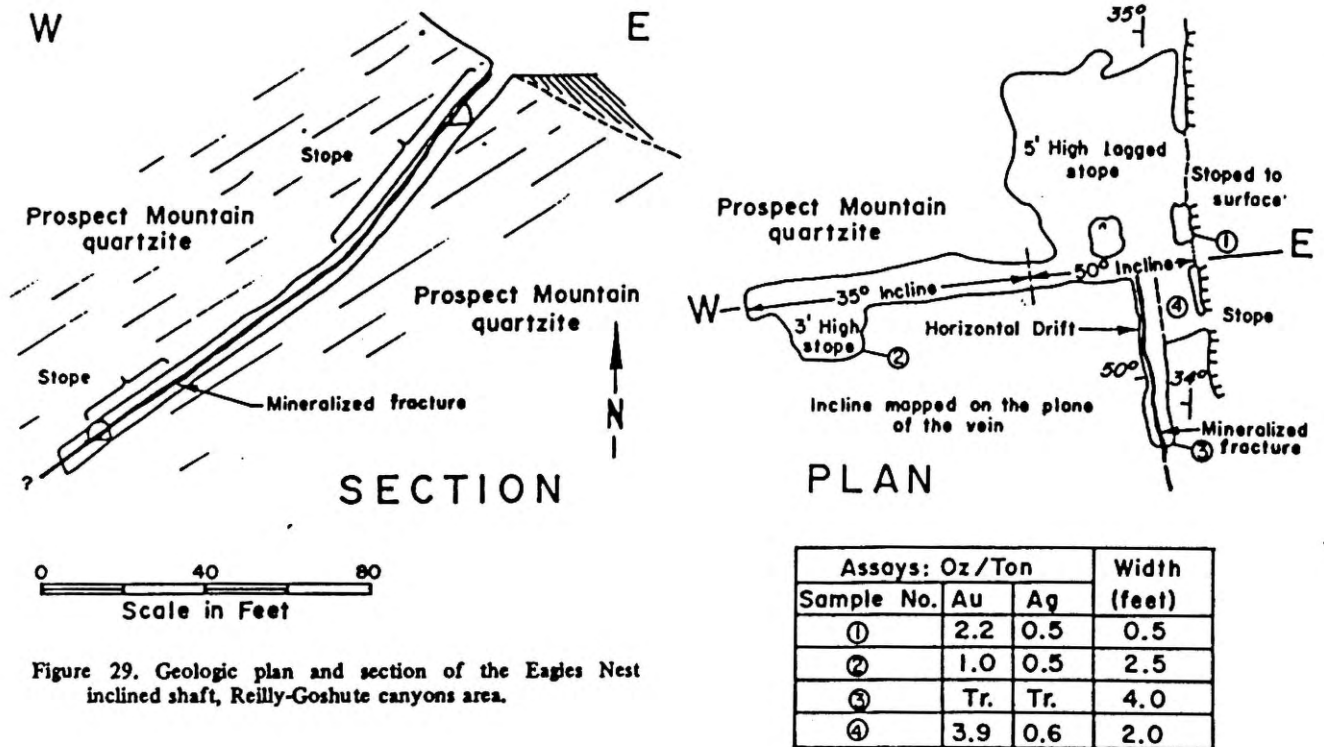 W
E
Stope
Prospect Mountain
quartzite
Prospect Mountain
quartzite
Stope
Mineralized fracture
?
N
SECTION
0 40 80
Scale in Feet
Figure 29. Geologic plan and section of the Eagles Nest
inclined shaft, Reilly-Goshute canyons area.
35°
5' High lagged
stope
Stoped to
surface
Prospect Mountain
quartzite
①
E
50° Incline
35° Incline
W
④
3' High
stope
②
Horizontal Drift
Stope
50°
34°
Incline mapped on the plane
of the vein
Mineralized
③ fracture
PLAN
Assays: Oz/Ton Width
Sample No. Au Ag (feet)
① 2.2 0.5 0.5
② 1.0 0.5 2.5
③ Tr. Tr. 4.0
④ 3.9 0.6 2.0